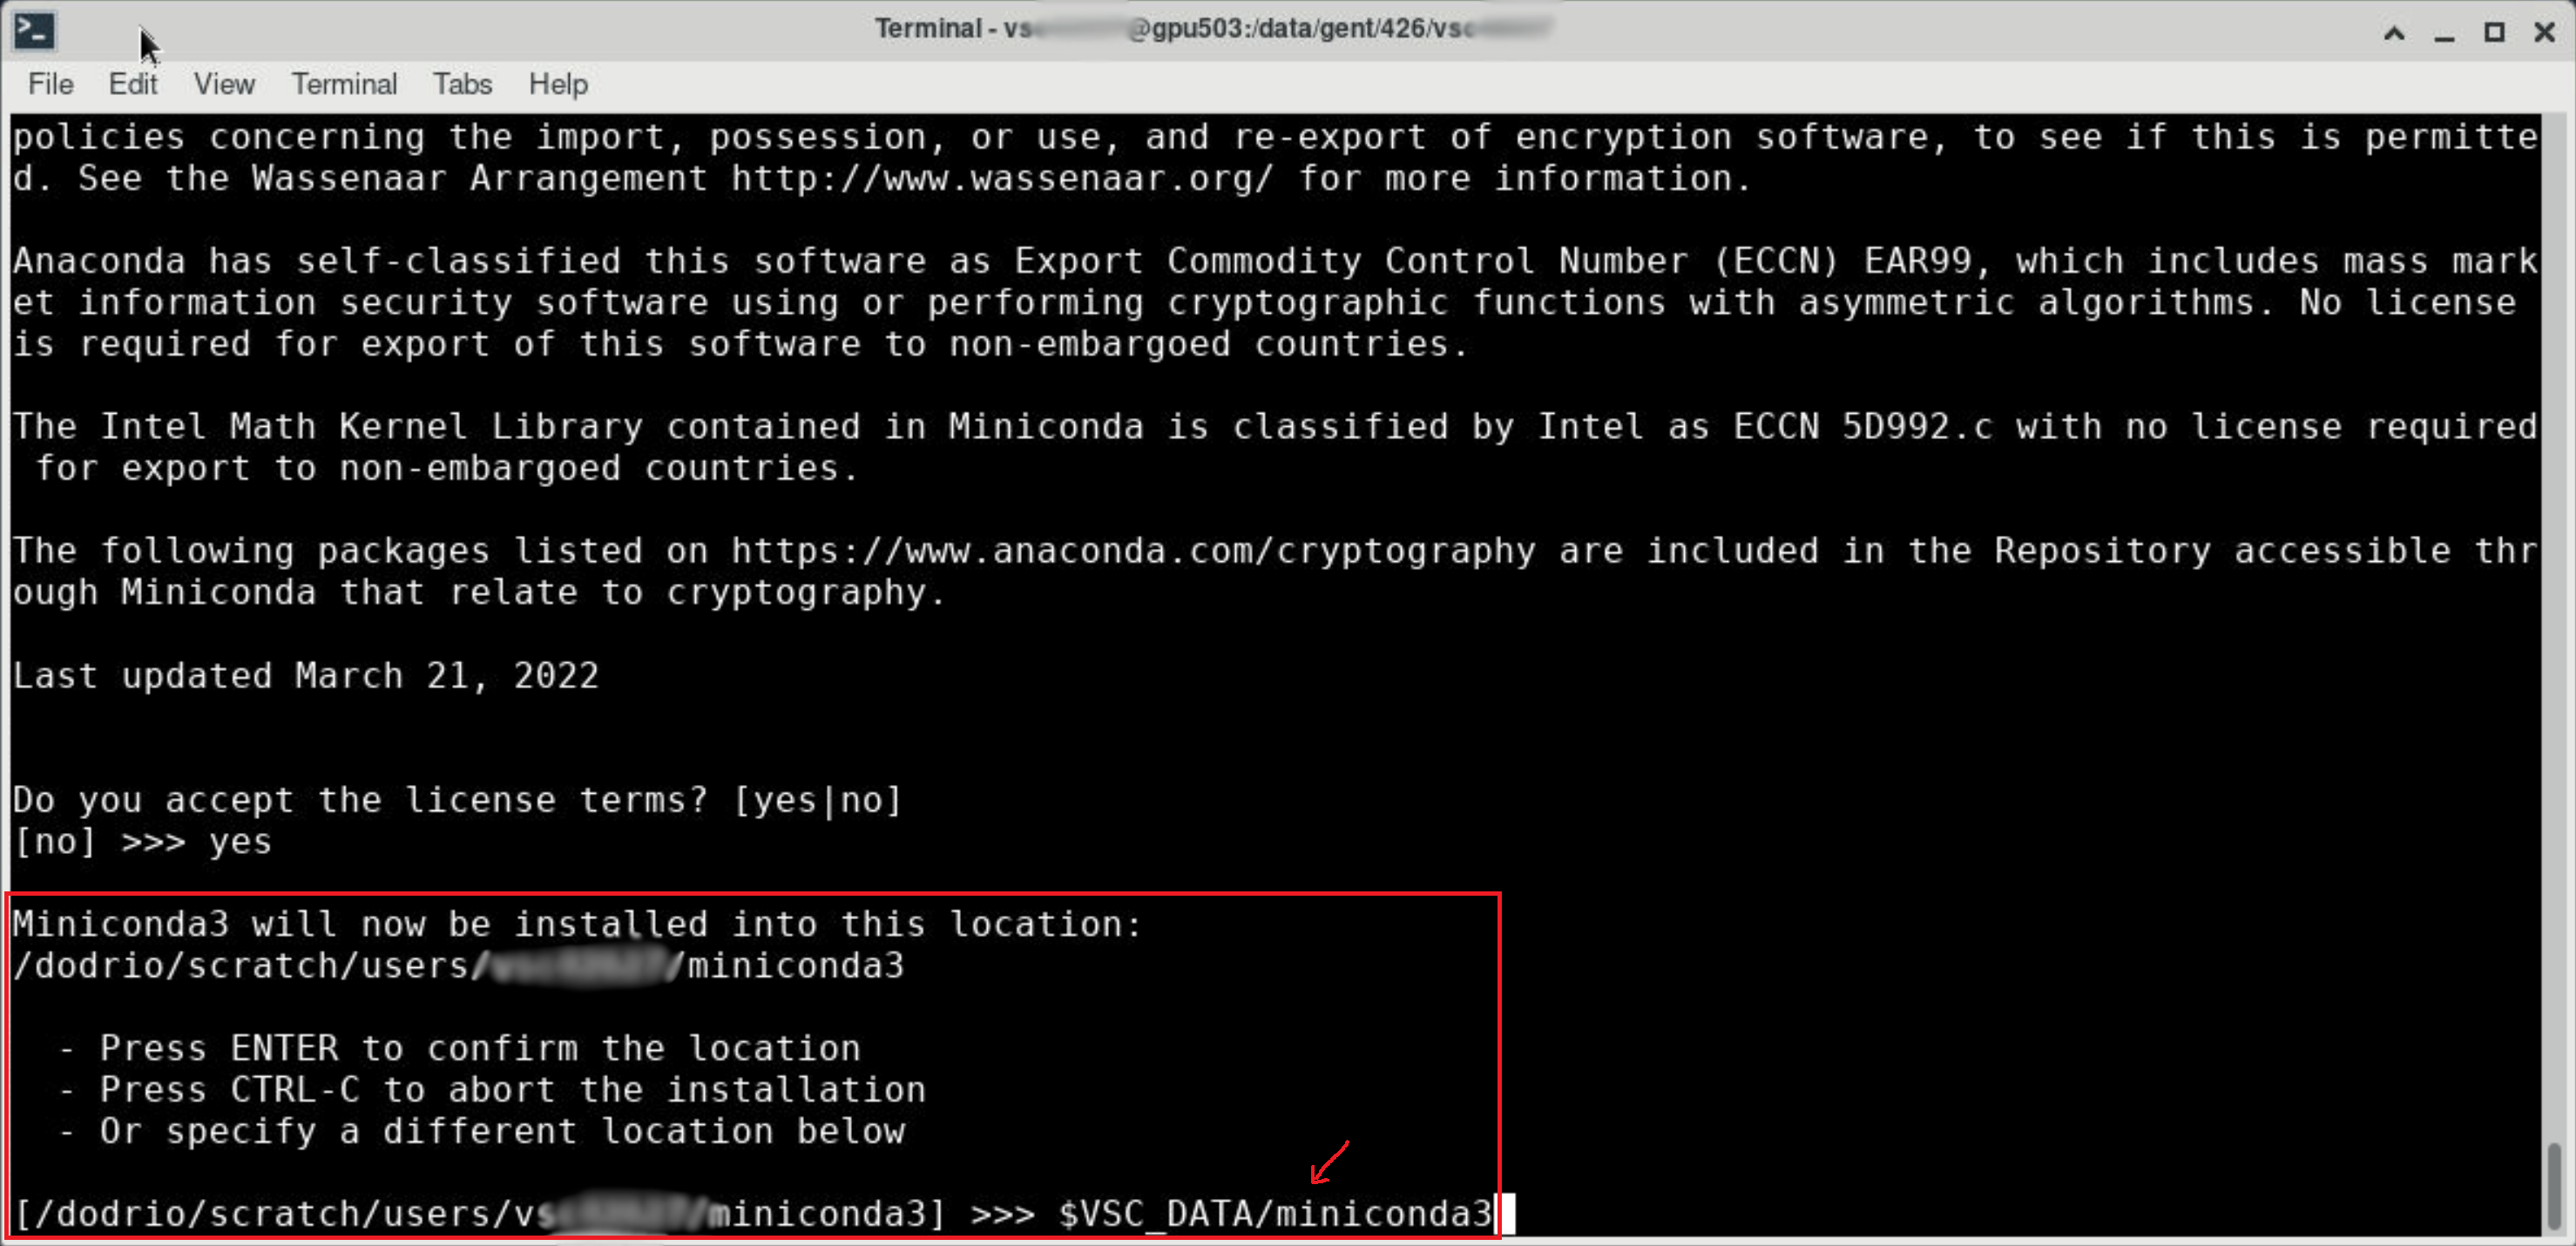 Terminal - vs @gpu503:/data/gent/426/vsc
File Edit View Terminal Tabs Help
policies concerning the import, possession, or use, and re-export of encryption software, to see if this is permitte
d. See the Wassenaar Arrangement http://www.wassenaar.org/ for more information.
Anaconda has self-classified this software as Export Commodity Control Number (ECCN) EAR99, which includes mass mark
et information security software using or performing cryptographic functions with asymmetric algorithms. No license
is required for export of this software to non-embargoed countries.
The Intel Math Kernel Library contained in Miniconda is classified by Intel as ECCN 5D992.c with no license required
for export to non-embargoed countries.
The following packages listed on https://www.anaconda.com/cryptography are included in the Repository accessible thr
ough Miniconda that relate to cryptography.
Last updated March 21, 2022
Do you accept the license terms? [yes|no]
[no] >>> yes
Miniconda3 will now be installed into this location:
/dodrio/scratch/users/ /miniconda3
- Press ENTER to confirm the location
- Press CTRL-C to abort the installation
- Or specify a different location below
[/dodrio/scratch/users/vs /miniconda3] >>> $VSC_DATA/miniconda3